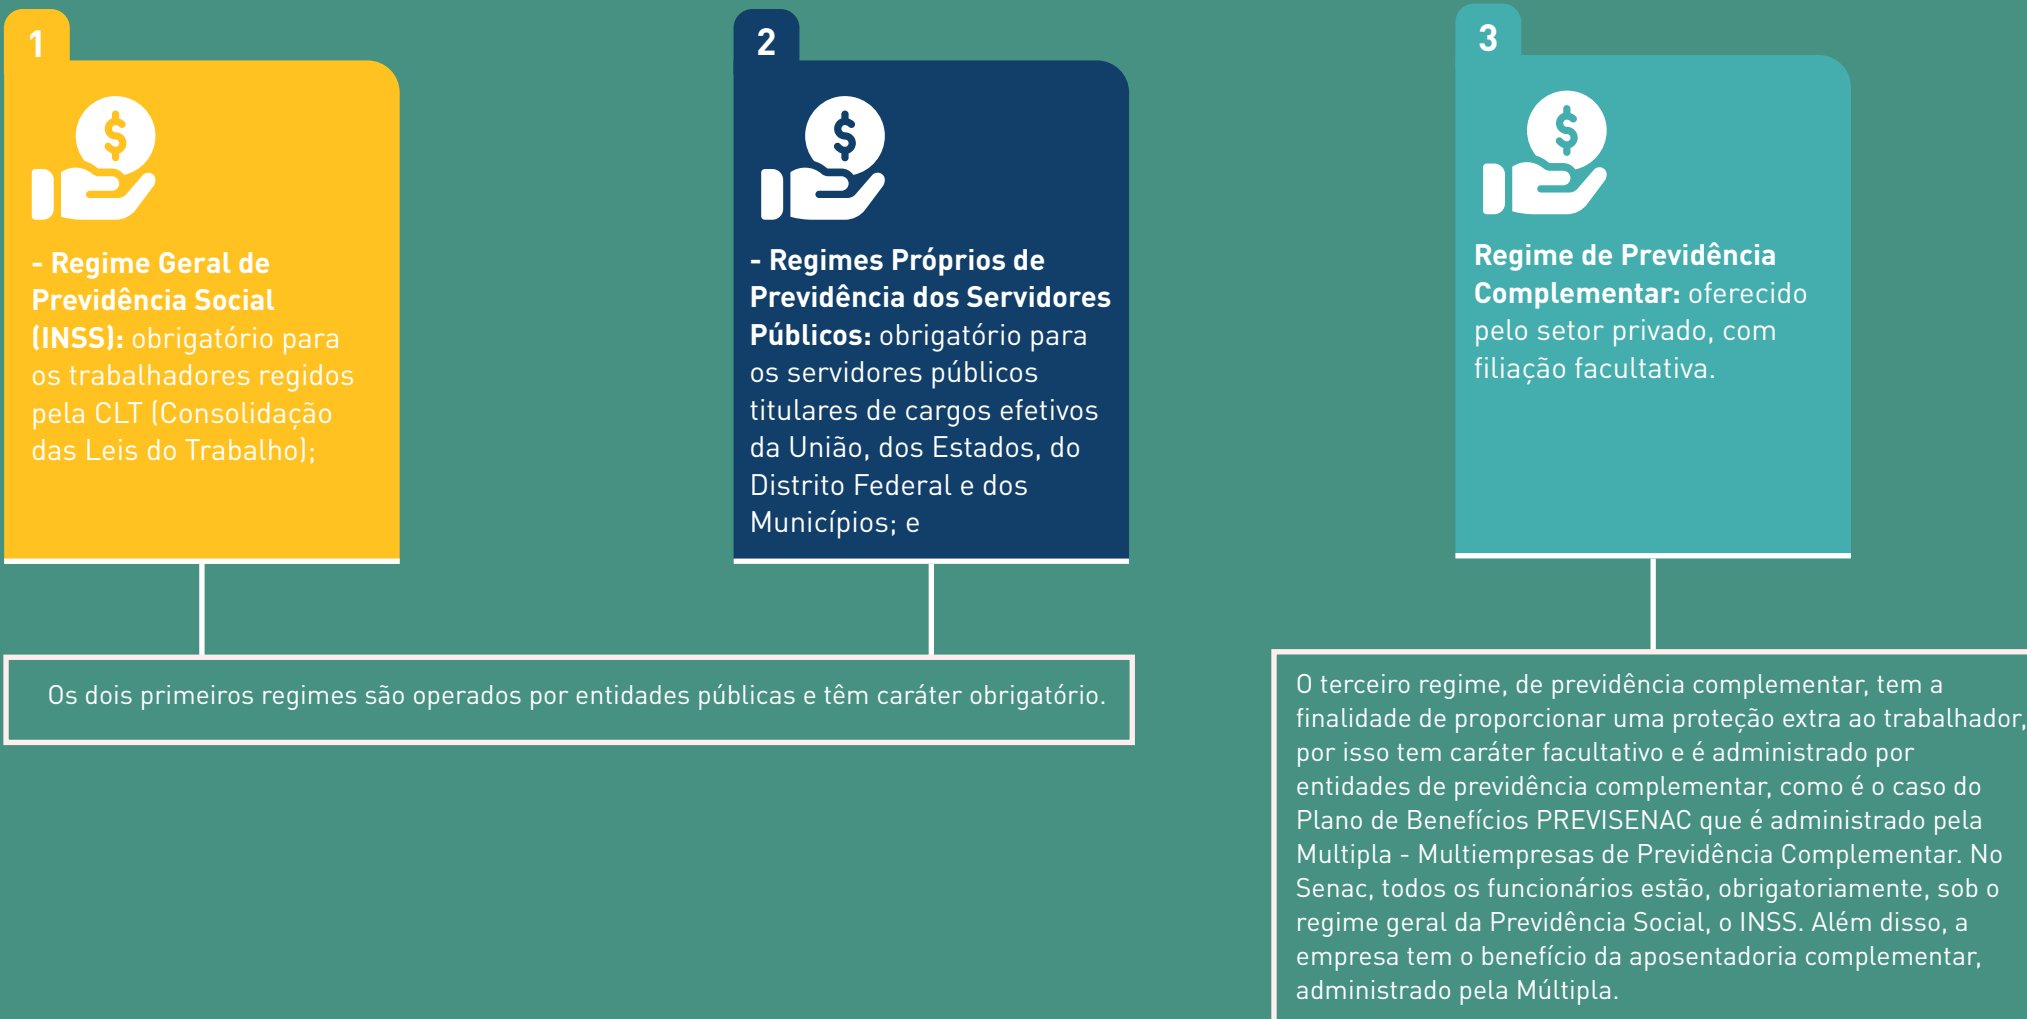 1
- Regime Geral de
Previdência Social
(INSS): obrigatório para
os trabalhadores regidos
pela CLT (Consolidação
das Leis do Trabalho);
2
- Regimes Próprios de
Previdência dos Servidores
Públicos: obrigatório para
os servidores públicos
titulares de cargos efetivos
da União, dos Estados, do
Distrito Federal e dos
Municípios; e
3
Regime de Previdência
Complementar: oferecido
pelo setor privado, com
filiação facultativa.
Os dois primeiros regimes são operados por entidades públicas e têm caráter obrigatório.
O terceiro regime, de previdência complementar, tem a
finalidade de proporcionar uma proteção extra ao trabalhador,
por isso tem caráter facultativo e é administrado por
entidades de previdência complementar, como é o caso do
Plano de Benefícios PREVISENAC que é administrado pela
Multipla - Multiempresas de Previdência Complementar. No
Senac, todos os funcionários estão, obrigatoriamente, sob o
regime geral da Previdência Social, o INSS. Além disso, a
empresa tem o benefício da aposentadoria complementar,
administrado pela Múltipla.